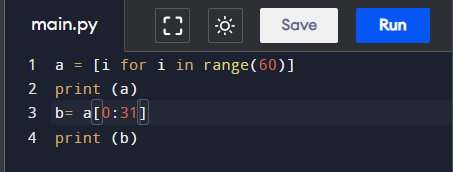 main.py Save Run
1 a = [i for i in range(60)]
2 print (a)
3 b= a[0:31]
4 print (b)